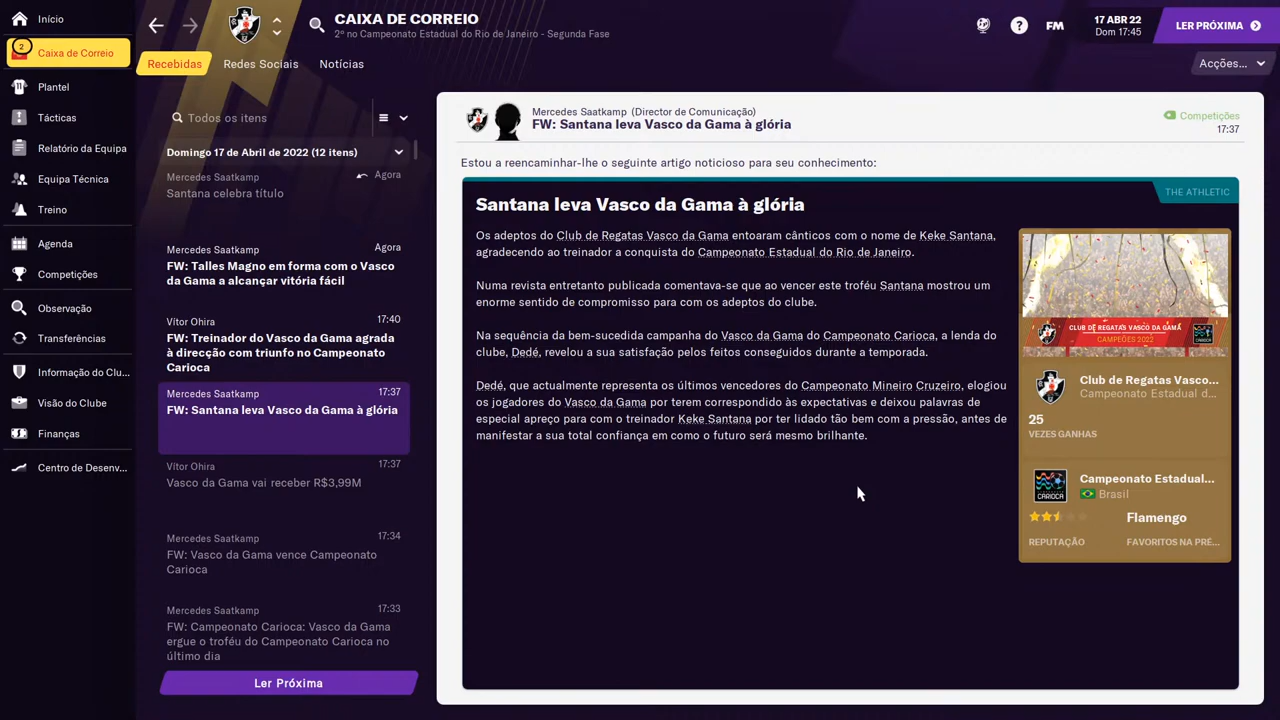 Início
2
Caixa de Correio
Plantel
Tácticas
Relatório da Equipa
Equipa Técnica
Treino
Agenda
Competições
Observação
Transferências
Informação do Clu...
Visão do Clube
Finanças
Centro de Desenv...
CAIXA DE CORREIO
2º no Campeonato Estadual do Rio de Janeiro - Segunda Fase
?
FM
17 ABR 22
Dom 17:45
LER PRÓXIMA
Recebidas
Redes Sociais
Notícias
Acções...
Todos os itens
Domingo 17 de Abril de 2022 (12 itens)
Mercedes Saatkamp
Agora
Santana celebra título
Mercedes Saatkamp
Agora
FW: Talles Magno em forma com o Vasco
da Gama a alcançar vitória fácil
Vítor Ohira
17:40
FW: Treinador do Vasco da Gama agrada
à direcção com triunfo no Campeonato
Carioca
Mercedes Saatkamp
17:37
FW: Santana leva Vasco da Gama à glória
Vítor Ohira
17:37
Vasco da Gama vai receber R$3,99M
Mercedes Saatkamp
17:34
FW: Vasco da Gama vence Campeonato
Carioca
Mercedes Saatkamp
17:33
FW: Campeonato Carioca: Vasco da Gama
ergue o troféu do Campeonato Carioca no
último dia
Ler Próxima
Mercedes Saatkamp (Director de Comunicação)
FW: Santana leva Vasco da Gama à glória
Competições
17:37
Estou a reencaminhar-lhe o seguinte artigo noticioso para seu conhecimento:
THE ATHLETIC
Santana leva Vasco da Gama à glória
Os adeptos do Club de Regatas Vasco da Gama entoaram cânticos com o nome de Keke Santana,
agradecendo ao treinador a conquista do Campeonato Estadual do Rio de Janeiro.
Numa revista entretanto publicada comentava-se que ao vencer este troféu Santana mostrou um
enorme sentido de compromisso para com os adeptos do clube.
Na sequência da bem-sucedida campanha do Vasco da Gama do Campeonato Carioca, a lenda do
clube, Dedé, revelou a sua satisfação pelos feitos conseguidos durante a temporada.
Dedé, que actualmente representa os últimos vencedores do Campeonato Mineiro Cruzeiro, elogiou
os jogadores do Vasco da Gama por terem correspondido às expectativas e deixou palavras de
especial apreço para com o treinador Keke Santana por ter lidado tão bem com a pressão, antes de
manifestar a sua total confiança em como o futuro será mesmo brilhante.
CLUB DE REGATAS VASCO DA GAMA
CAMPEÕES 2022
Club de Regatas Vasco...
Campeonato Estadual d...
25
VEZES GANHAS
CARIOCA
Campeonato Estadual...
Brasil
Flamengo
REPUTAÇÃO
FAVORITOS NA PRÉ...